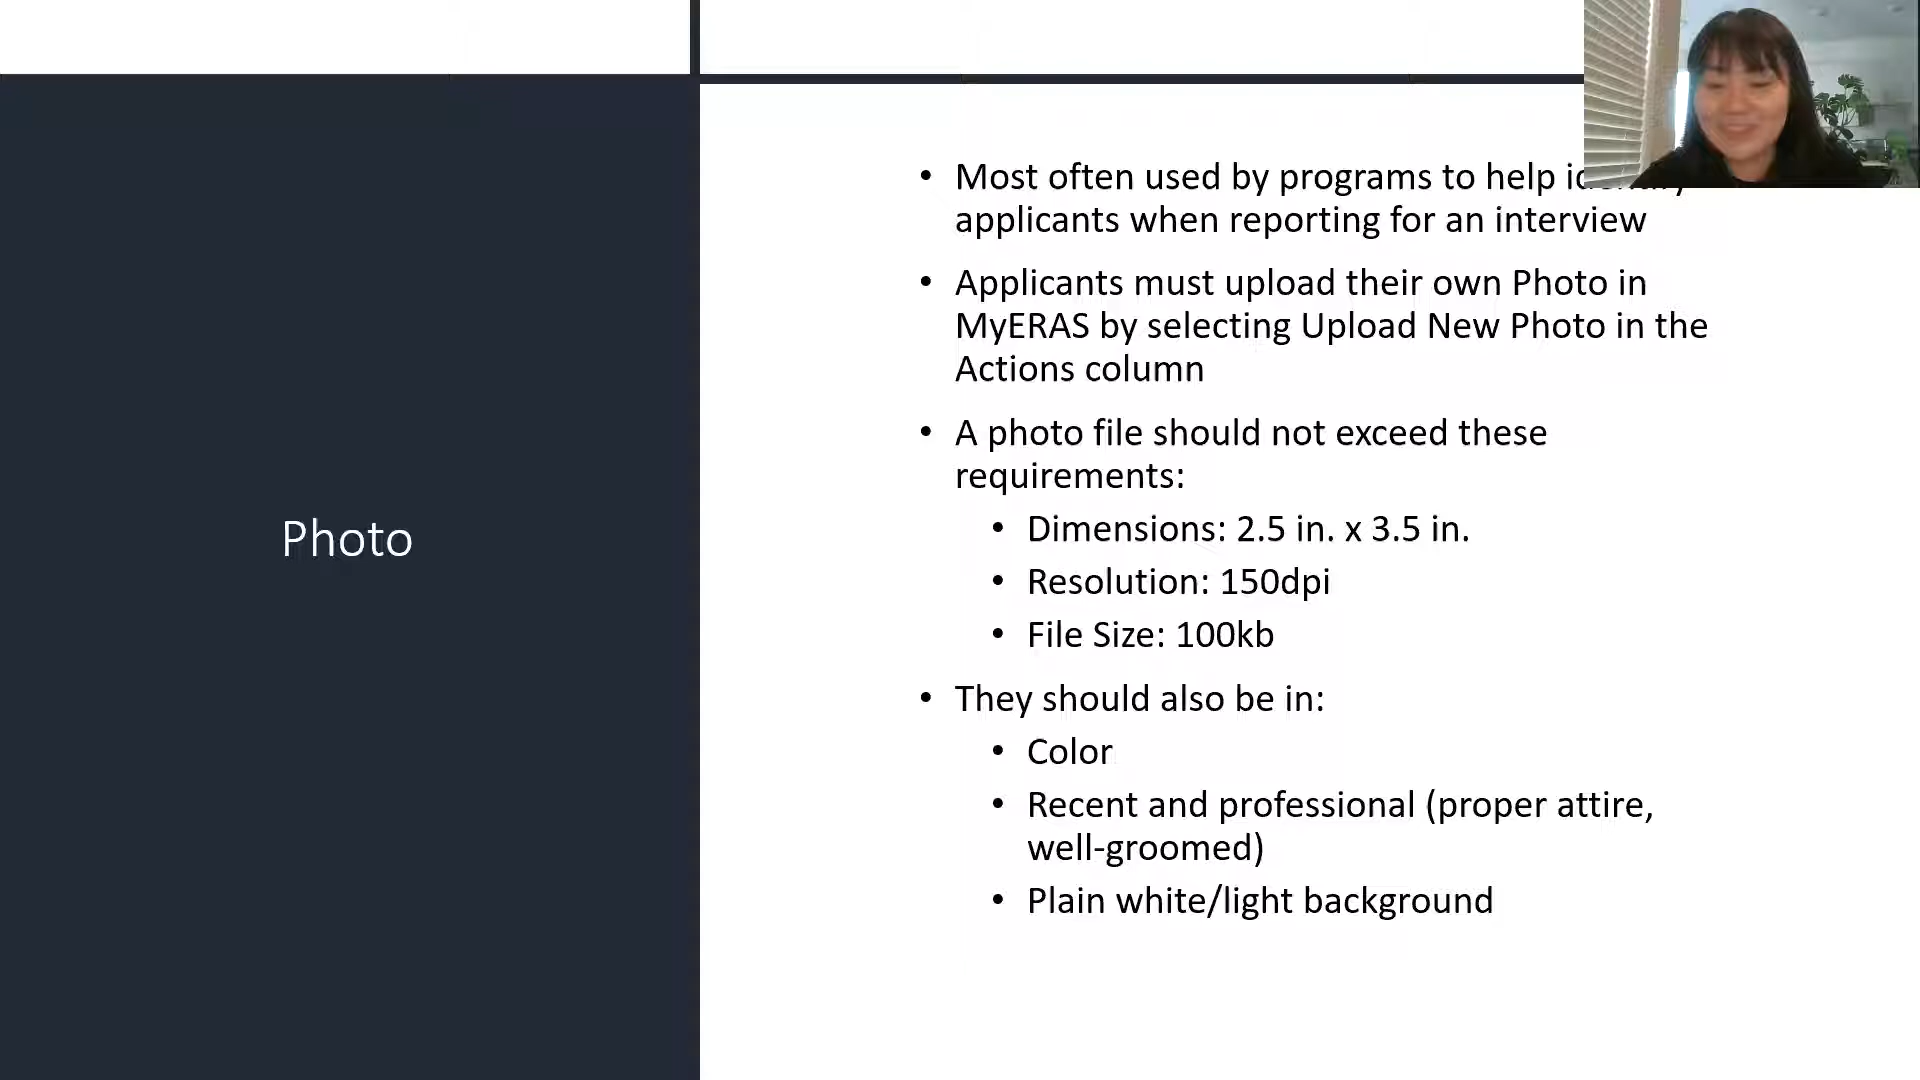 Photo
• Most often used by programs to help
applicants when reporting for an interview
• Applicants must upload their own Photo in
MyERAS by selecting Upload New Photo in the
Actions column
• A photo file should not exceed these
requirements:
• Dimensions: 2.5 in. x 3.5 in.
• Resolution: 150dpi
• File Size: 100kb
• They should also be in:
• Color
• Recent and professional (proper attire,
well-groomed)
• Plain white/light background